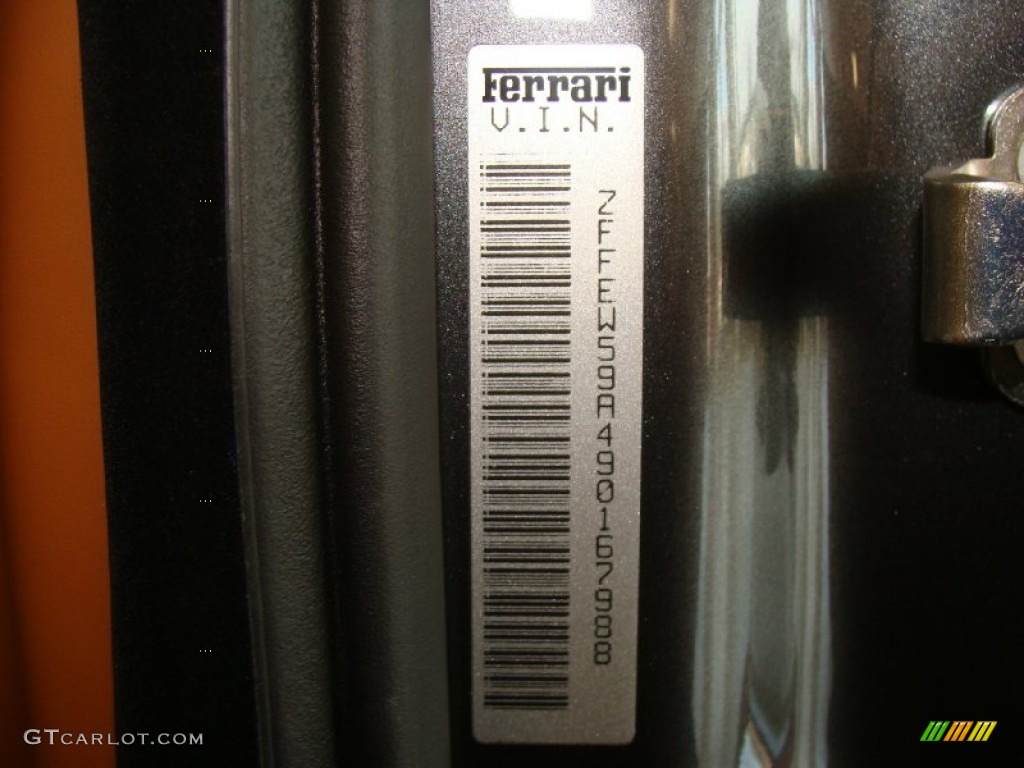 Ferrari
V.I.N.
ZFFEW59A490167988
GTCARLOT.COM